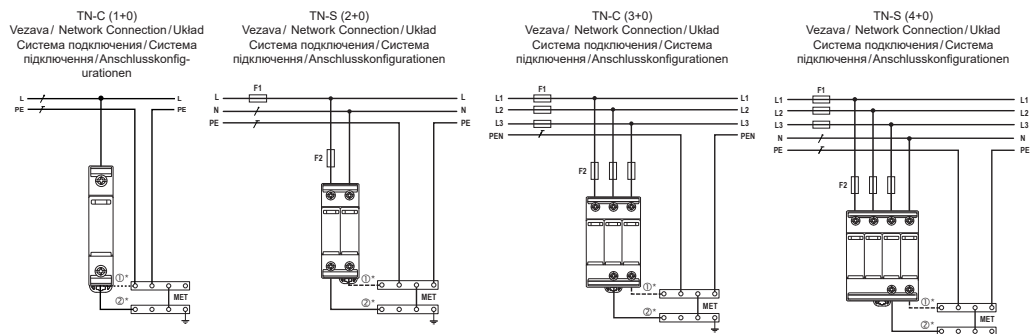 TN-C (1+0)
Vezava/ Network Connection/Układ
Система подключения/Система
підключення/Anschlusskonfig-
urationen
L
L
PE
PE
①*
②*
MET
TN-S (2+0)
Vezava/ Network Connection/Układ
Система подключения/Система
підключення/Anschlusskonfigurationen
F1
L
L
N
N
PE
PE
F2
①*
②*
MET
TN-C (3+0)
Vezava/ Network Connection/Układ
Система подключения/Система
підключення/Anschlusskonfigurationen
F1
L1
L1
L2
L2
L3
L3
PEN
PEN
F2
①*
②*
MET
TN-S (4+0)
Vezava/ Network Connection/Układ
Система подключения/Система
підключення/Anschlusskonfigurationen
F1
L1
L1
L2
L2
L3
L3
N
N
PE
PE
F2
①*
②*
MET